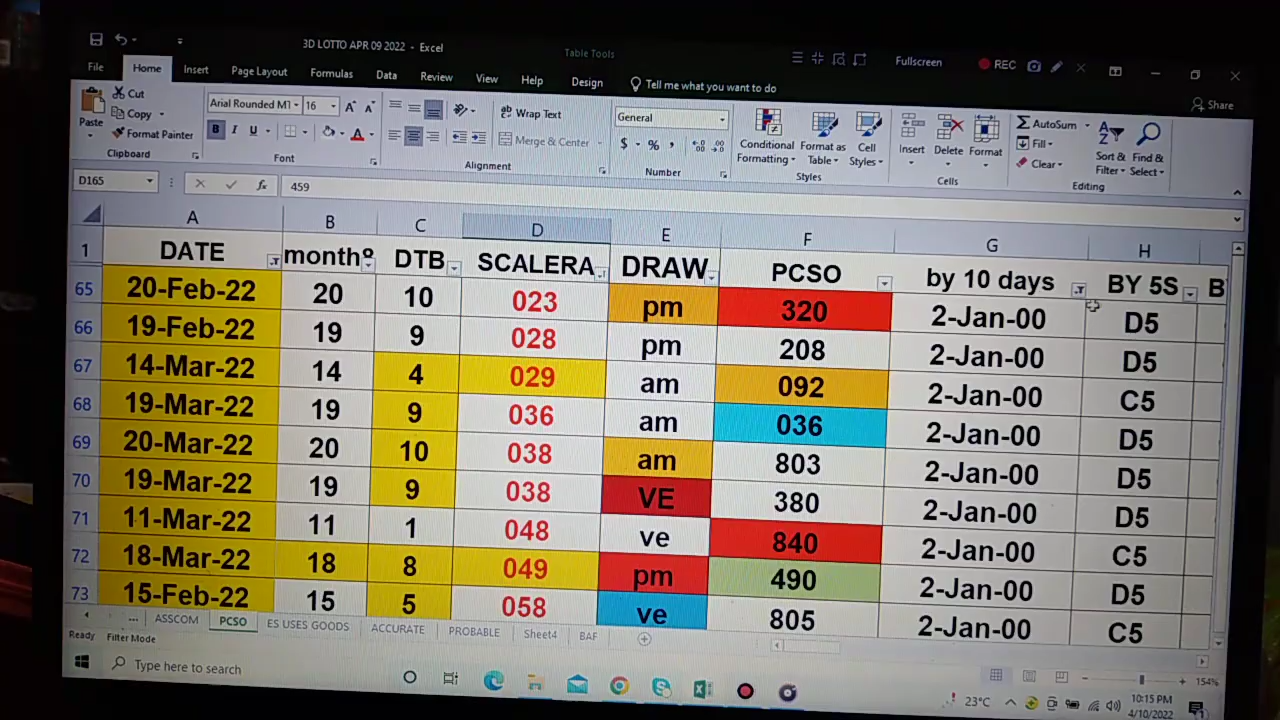 3D LOTTO APR 09 2022 - Excel
Table Tools
Fullscreen
REC
File Home Insert Page Layout Formulas Data Review View Help Design Tell me what you want to do
Share
Paste
Cut
Copy
Format Painter
Clipboard
Arial Rounded MT 16
B I U
Font
Wrap Text
Merge & Center
Alignment
General
$ % ,
Number
Conditional Formatting
Format as Table
Cell Styles
Styles
Insert Delete Format
Cells
AutoSum
Fill
Clear
Sort & Filter
Find & Select
Editing
D165 fx 459
A B C D E F G H
1 DATE month# DTB SCALERA DRAW PCSO by 10 days BY 5S B
65 20-Feb-22 20 10 023 pm 320 2-Jan-00 D5
66 19-Feb-22 19 9 028 pm 208 2-Jan-00 D5
67 14-Mar-22 14 4 029 am 092 2-Jan-00 C5
68 19-Mar-22 19 9 036 am 036 2-Jan-00 D5
69 20-Mar-22 20 10 038 am 803 2-Jan-00 D5
70 19-Mar-22 19 9 038 VE 380 2-Jan-00 D5
71 11-Mar-22 11 1 048 ve 840 2-Jan-00 C5
72 18-Mar-22 18 8 049 pm 490 2-Jan-00 D5
73 15-Feb-22 15 5 058 ve 805 2-Jan-00 C5
... ASSCOM PCSO ES USES GOODS ACCURATE PROBABLE Sheet4 BAF
Ready Filter Mode
154%
Type here to search
23°C
10:15 PM
4/10/2022